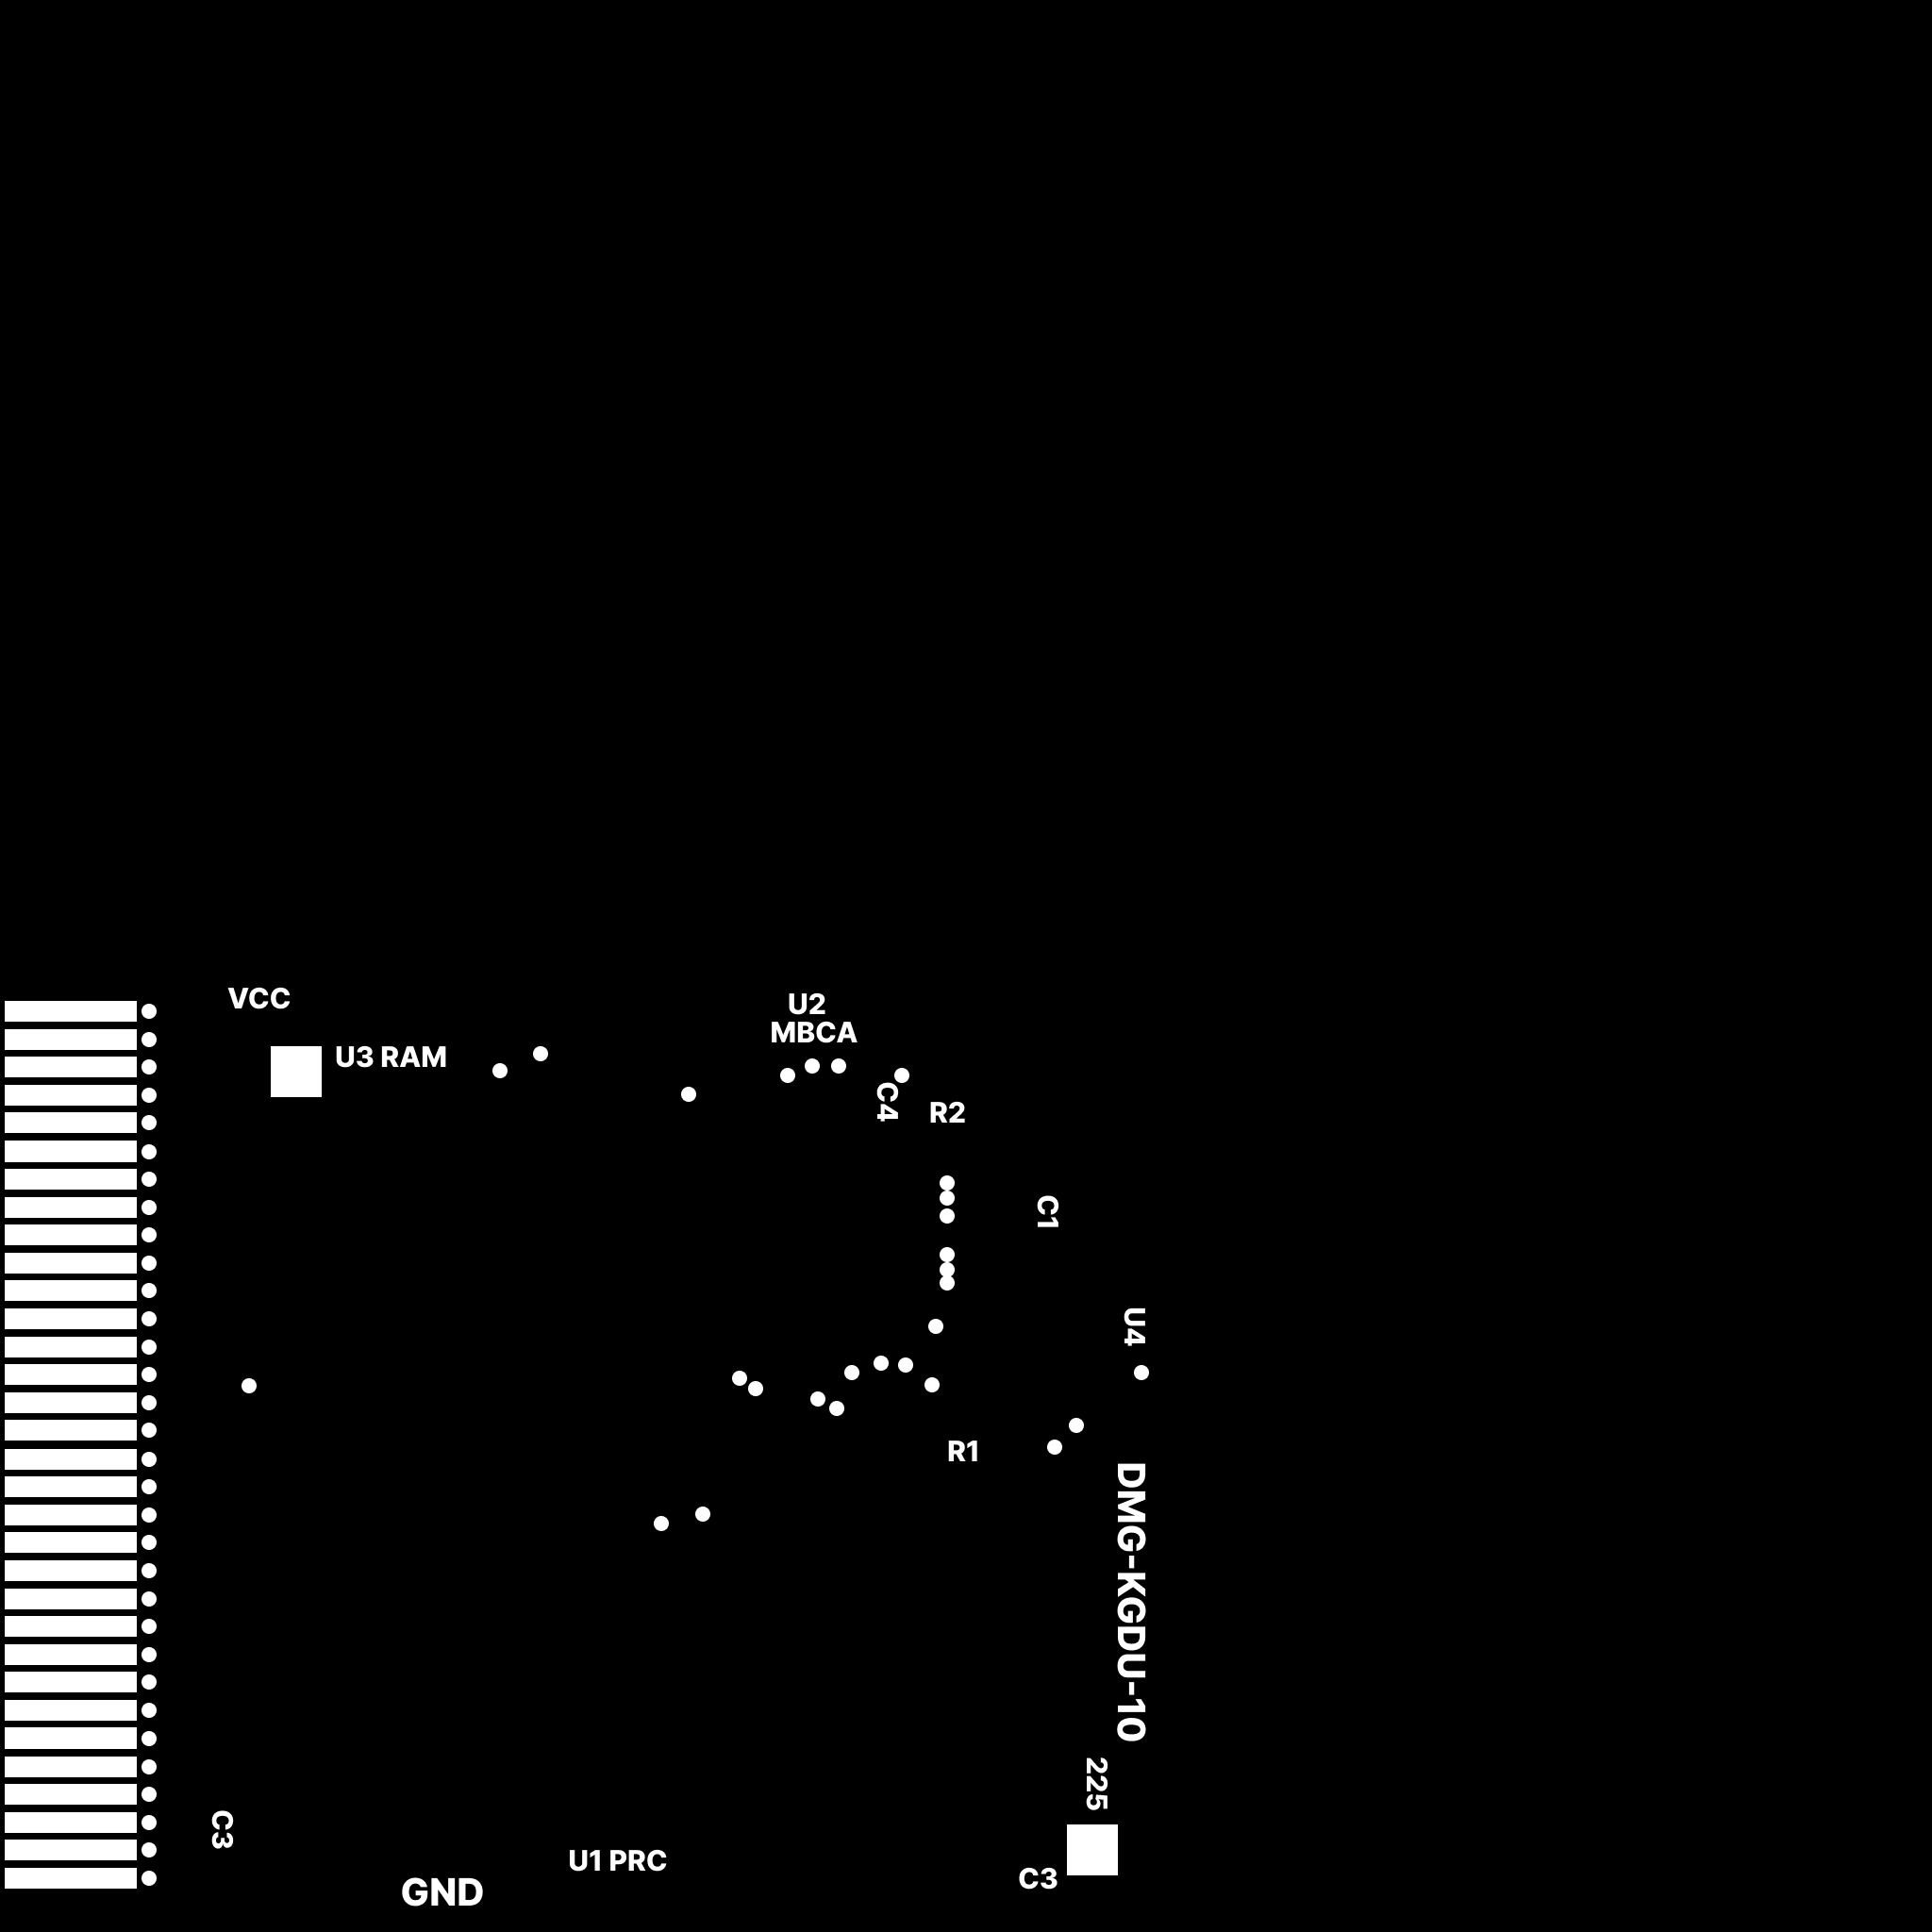 VCC
U2
MBCA
U3 RAM
C4
R2
C1
U4
R1
DMG-KGDU-10
225
C3
U1 PRC
C3
GND